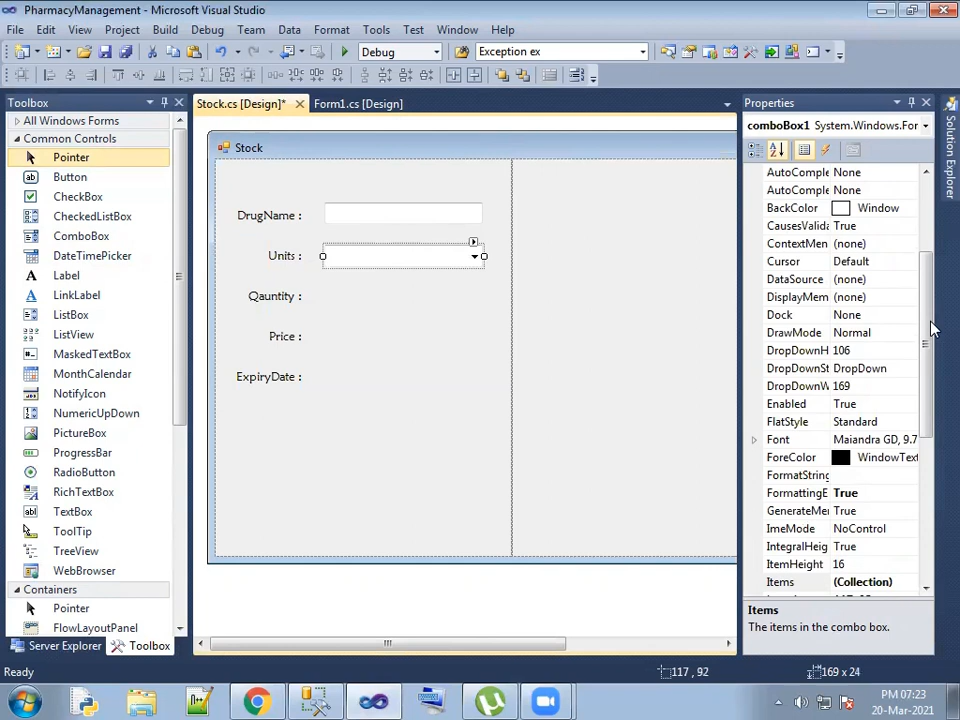 PharmacyManagement - Microsoft Visual Studio
File Edit View Project Build Debug Team Data Format Tools Test Window Help
Debug Exception ex
Toolbox
All Windows Forms
Common Controls
Pointer
Button
CheckBox
CheckedListBox
ComboBox
DateTimePicker
Label
LinkLabel
ListBox
ListView
MaskedTextBox
MonthCalendar
NotifyIcon
NumericUpDown
PictureBox
ProgressBar
RadioButton
RichTextBox
TextBox
ToolTip
TreeView
WebBrowser
Containers
Pointer
FlowLayoutPanel
Server Explorer Toolbox
Stock.cs [Design]* Form1.cs [Design]
Stock
DrugName :
Units :
Qauntity :
Price :
ExpiryDate :
Properties
comboBox1 System.Windows.For
AutoComple None
AutoComple None
BackColor Window
CausesValida True
ContextMen (none)
Cursor Default
DataSource (none)
DisplayMem (none)
Dock None
DrawMode Normal
DropDownH 106
DropDownSt DropDown
DropDownW 169
Enabled True
FlatStyle Standard
Font Maiandra GD, 9.7
ForeColor WindowText
FormatString
FormattingE True
GenerateMe True
ImeMode NoControl
IntegralHeig True
ItemHeight 16
Items (Collection)
Items
The items in the combo box.
Solution Explorer
Ready 117 , 92 169 x 24
PM 07:23
20-Mar-2021